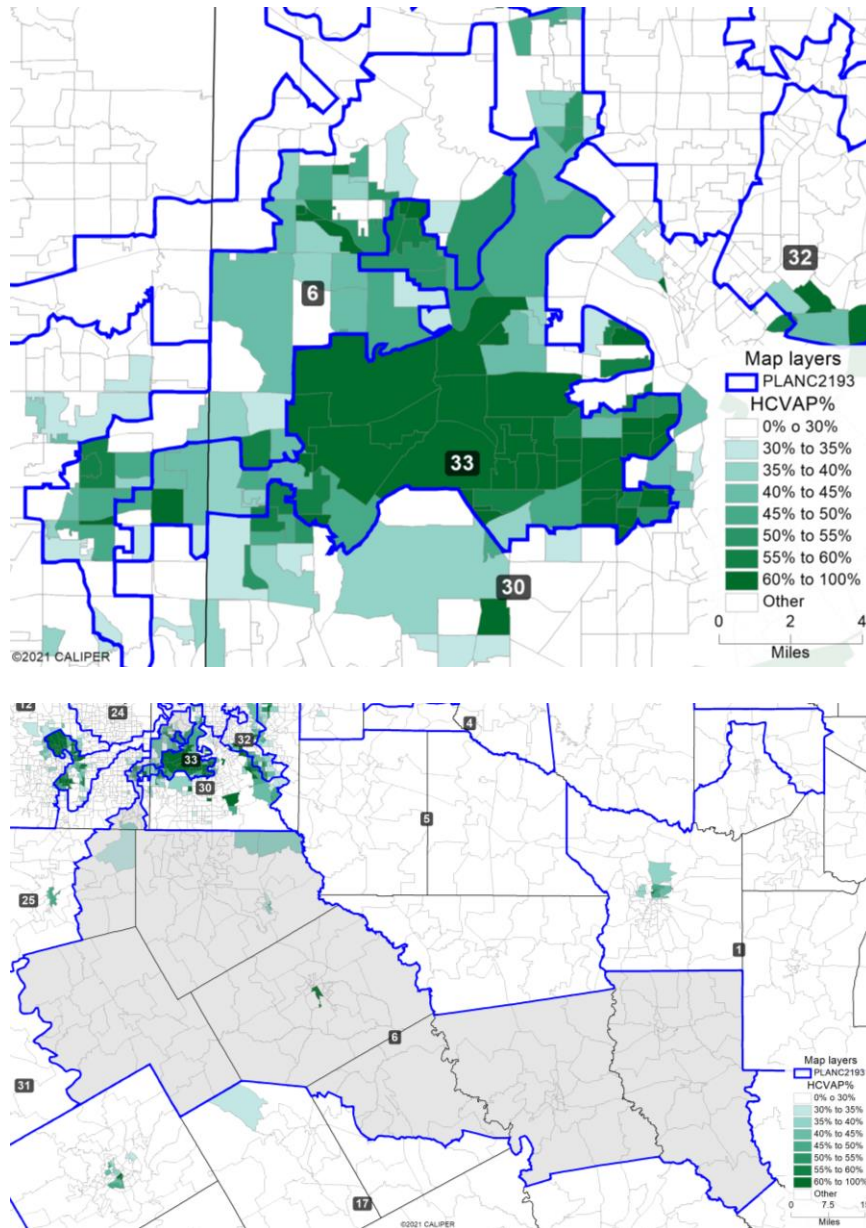 6
32
33
30
Map layers
PLANC2193
HCVAP%
0% o 30%
30% to 35%
35% to 40%
40% to 45%
45% to 50%
50% to 55%
55% to 60%
60% to 100%
Other
0 2 4
Miles
©2021 CALIPER
12
24
4
32
33
30
5
25
1
6
31
17
Map layers
PLANC2193
HCVAP%
0% o 30%
30% to 35%
35% to 40%
40% to 45%
45% to 50%
50% to 55%
55% to 60%
60% to 100%
Other
0 7.5
Miles
©2021 CALIPER